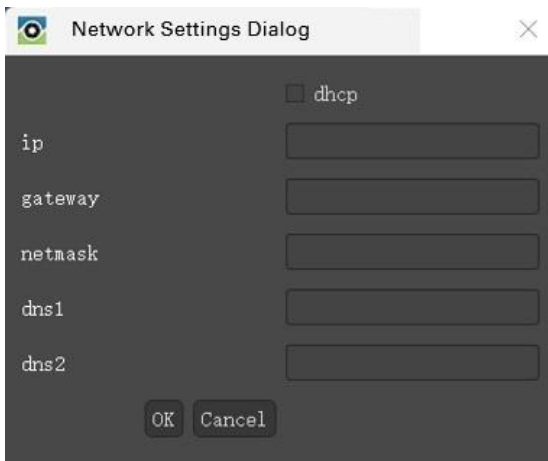 Network Settings Dialog
dhcp
ip
gateway
netmask
dns1
dns2
OK Cancel